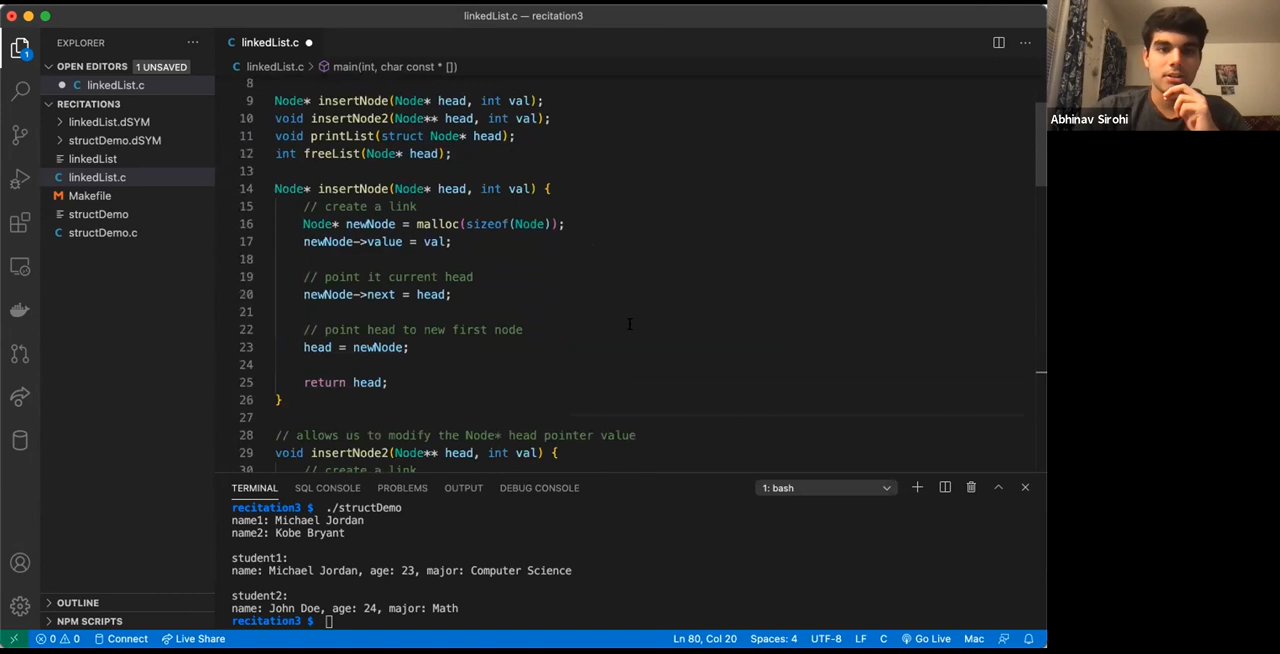 linkedList.c — recitation3
EXPLORER
OPEN EDITORS 1 UNSAVED
linkedList.c
RECITATION3
linkedList.dSYM
structDemo.dSYM
linkedList
linkedList.c
Makefile
structDemo
structDemo.c
OUTLINE
NPM SCRIPTS
linkedList.c
linkedList.c > main(int, char const * [])
8
9 Node* insertNode(Node* head, int val);
10 void insertNode2(Node** head, int val);
11 void printList(struct Node* head);
12 int freeList(Node* head);
13
14 Node* insertNode(Node* head, int val) {
15 // create a link
16 Node* newNode = malloc(sizeof(Node));
17 newNode->value = val;
18
19 // point it current head
20 newNode->next = head;
21
22 // point head to new first node
23 head = newNode;
24
25 return head;
26 }
27
28 // allows us to modify the Node* head pointer value
29 void insertNode2(Node** head, int val) {
30 // create a link
TERMINAL SQL CONSOLE PROBLEMS OUTPUT DEBUG CONSOLE 1: bash
recitation3 $ ./structDemo
name1: Michael Jordan
name2: Kobe Bryant
student1:
name: Michael Jordan, age: 23, major: Computer Science
student2:
name: John Doe, age: 24, major: Math
recitation3 $
0 0 Connect Live Share Ln 80, Col 20 Spaces: 4 UTF-8 LF C Go Live Mac
1
Abhinav Sirohi